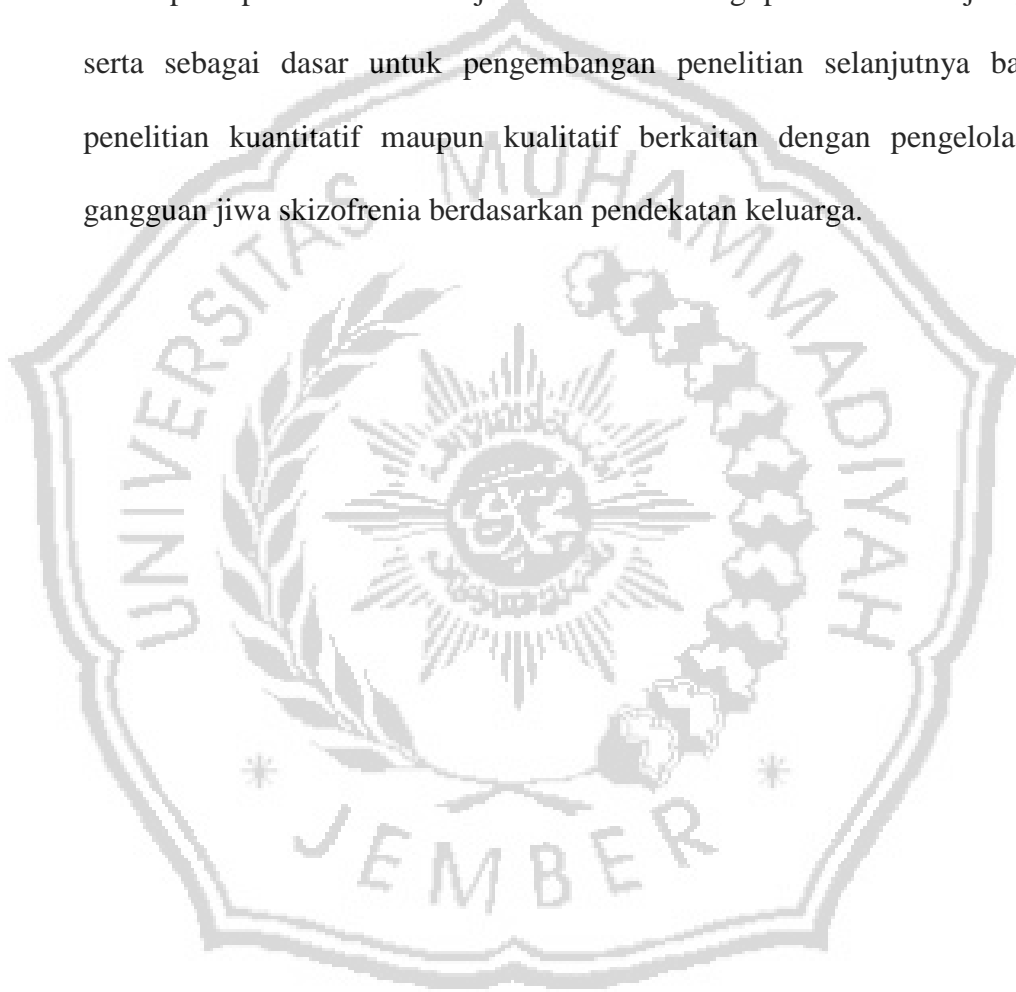 serta sebagai dasar untuk pengembangan penelitian selanjutnya ba
penelitian kuantitatif maupun kualitatif berkaitan dengan pengelola
gangguan jiwa skizofrenia berdasarkan pendekatan keluarga.
UNIVERSITAS MUHAMMADIYAH
JEMBER